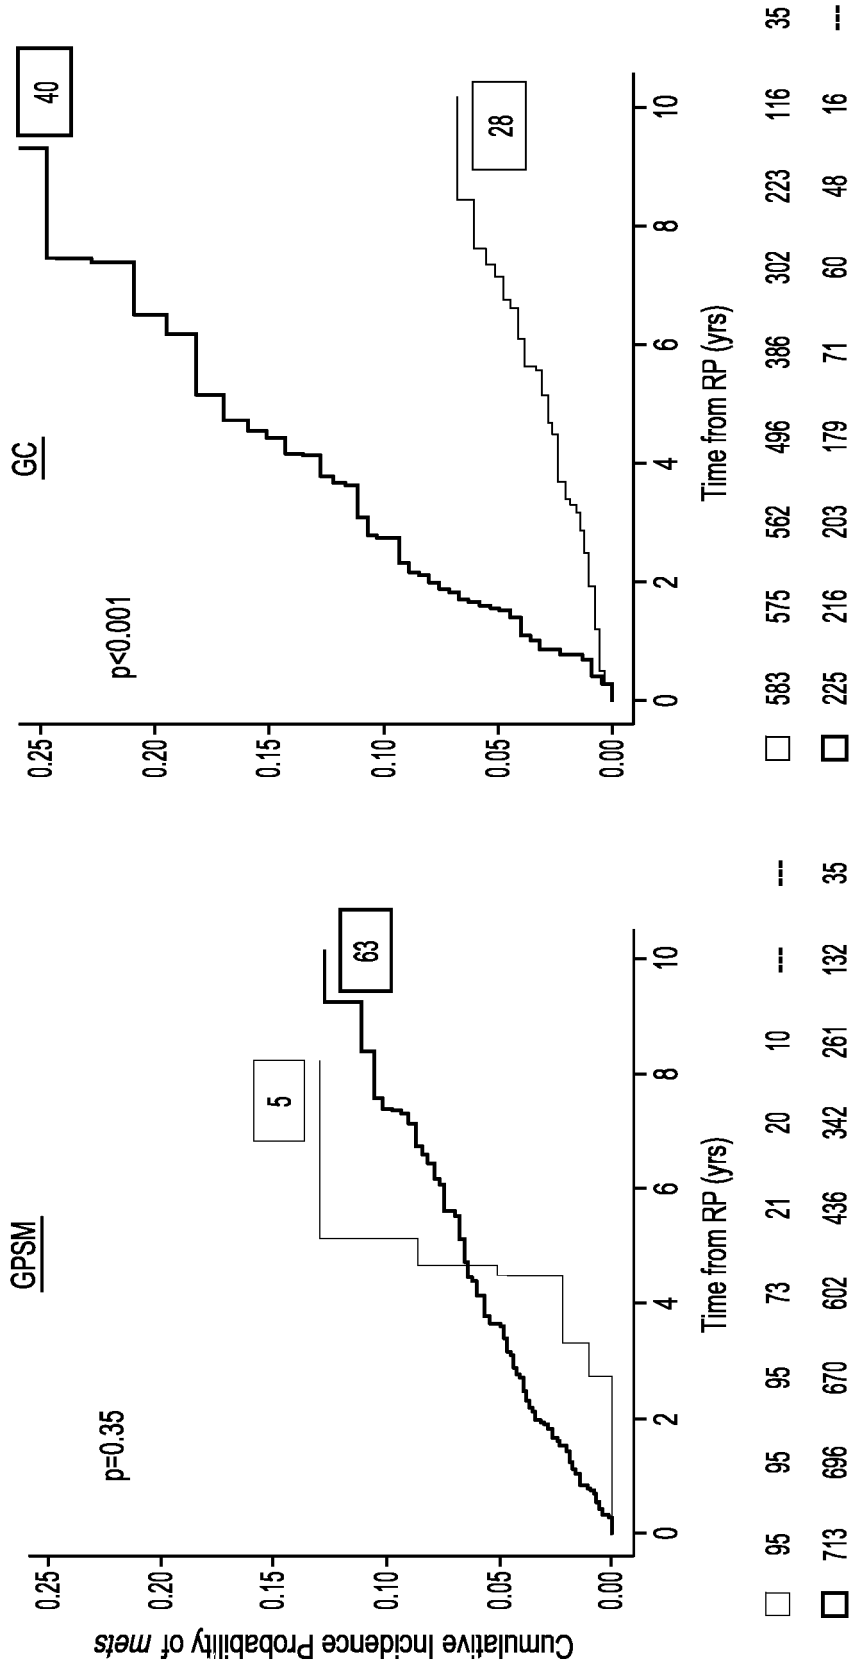 GPSM
p=0.35
Cumulative Incidence Probability of mets
0.25
0.20
0.15
0.10
0.05
0.00
5
63
0 2 4 6 8 10
Time from RP (yrs)
95 95 95 73 21 20 10 --- ---
713 696 670 602 436 342 261 132 35
GC
p<0.001
0.25
0.20
0.15
0.10
0.05
0.00
40
28
0 2 4 6 8 10
Time from RP (yrs)
583 575 562 496 386 302 223 116 35
225 216 203 179 71 60 48 16 ---